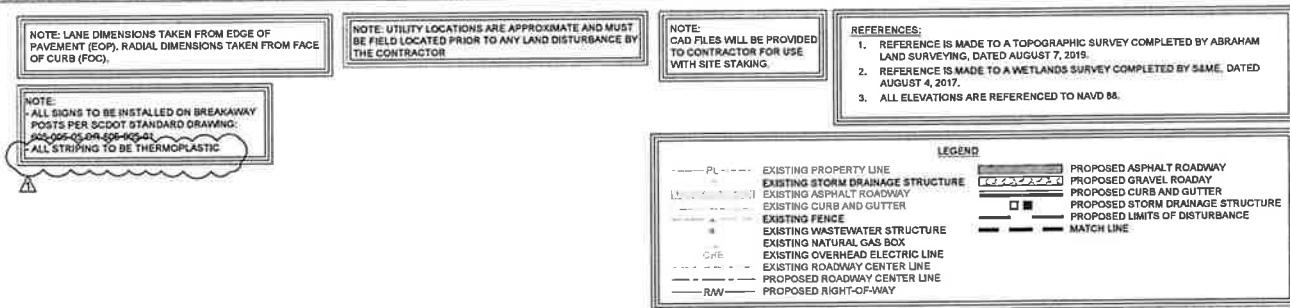 NOTE: LANE DIMENSIONS TAKEN FROM EDGE OF
PAVEMENT (EOP). RADIAL DIMENSIONS TAKEN FROM FACE
OF CURB (FOC).
NOTE: UTILITY LOCATIONS ARE APPROXIMATE AND MUST
BE FIELD LOCATED PRIOR TO ANY LAND DISTURBANCE BY
THE CONTRACTOR
NOTE:
CAD FILES WILL BE PROVIDED
TO CONTRACTOR FOR USE
WITH SITE STAKING.
REFERENCES:
1. REFERENCE IS MADE TO A TOPOGRAPHIC SURVEY COMPLETED BY ABRAHAM
LAND SURVEYING, DATED AUGUST 7, 2019.
2. REFERENCE IS MADE TO A WETLANDS SURVEY COMPLETED BY S&ME, DATED
AUGUST 4, 2017.
3. ALL ELEVATIONS ARE REFERENCED TO NAVD 88.
NOTE:
- ALL SIGNS TO BE INSTALLED ON BREAKAWAY
POSTS PER SCDOT STANDARD DRAWING:
- ALL STRIPING TO BE THERMOPLASTIC
1
LEGEND
PL EXISTING PROPERTY LINE
EXISTING STORM DRAINAGE STRUCTURE
EXISTING ASPHALT ROADWAY
EXISTING CURB AND GUTTER
EXISTING FENCE
EXISTING WASTEWATER STRUCTURE
EXISTING NATURAL GAS BOX
OHE EXISTING OVERHEAD ELECTRIC LINE
EXISTING ROADWAY CENTER LINE
PROPOSED ROADWAY CENTER LINE
R/W PROPOSED RIGHT-OF-WAY
PROPOSED ASPHALT ROADWAY
PROPOSED GRAVEL ROADAY
PROPOSED CURB AND GUTTER
PROPOSED STORM DRAINAGE STRUCTURE
PROPOSED LIMITS OF DISTURBANCE
MATCH LINE